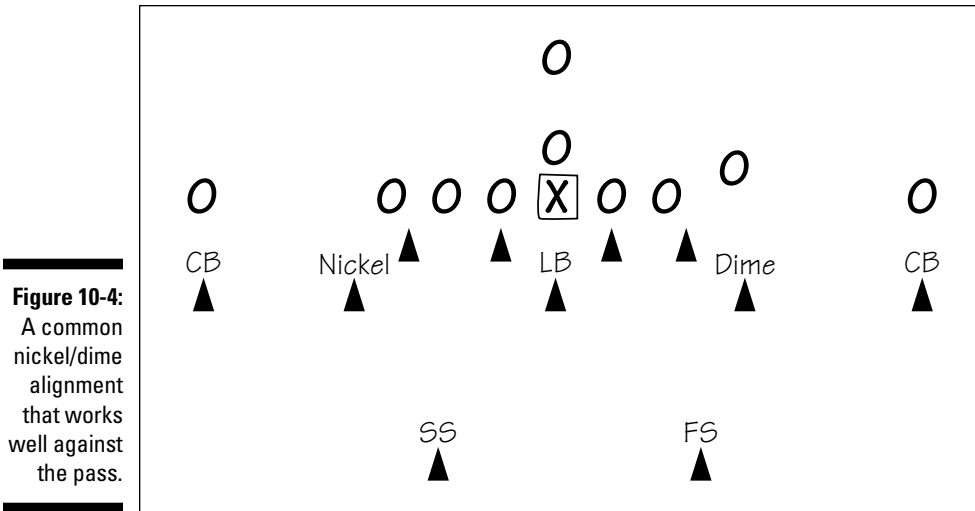 X
CB Nickel LB Dime CB
SS FS
Figure 10-4:
A common
nickel/dime
alignment
that works
well against
the pass.